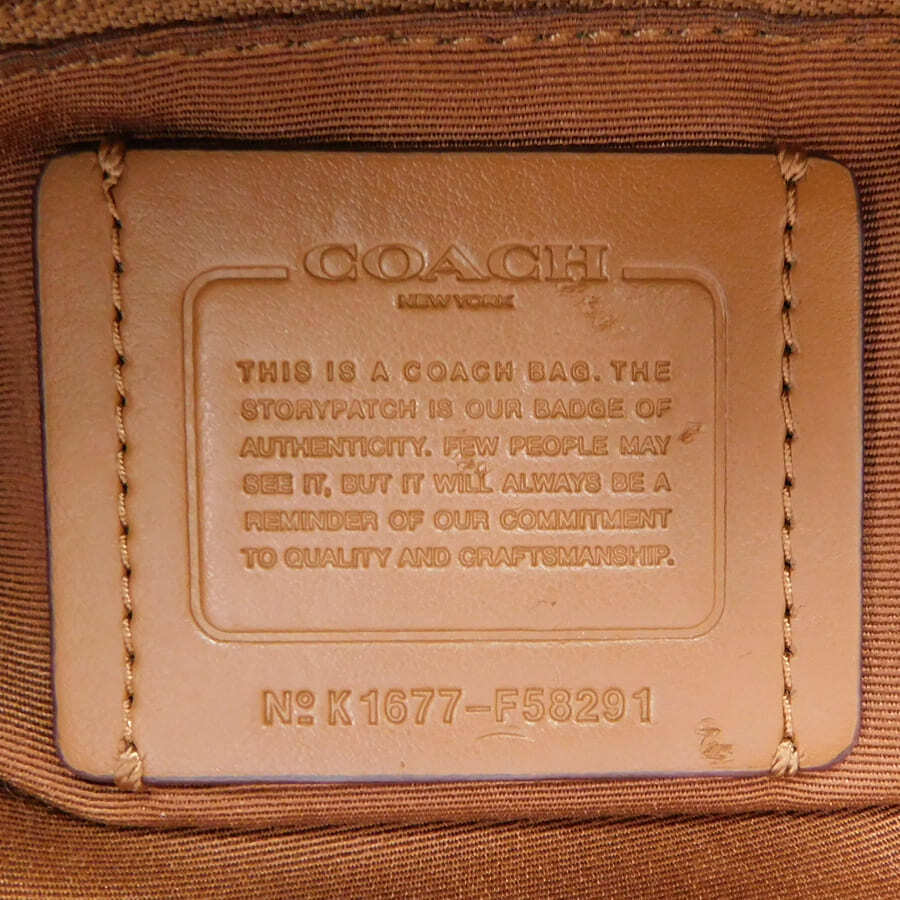 COACH
NEW YORK
THIS IS A COACH BAG. THE
STORYPATCH IS OUR BADGE OF
AUTHENTICITY. FEW PEOPLE MAY
SEE IT, BUT IT WILL ALWAYS BE A
REMINDER OF OUR COMMITMENT
TO QUALITY AND CRAFTSMANSHIP.
Nº K1677-F58291